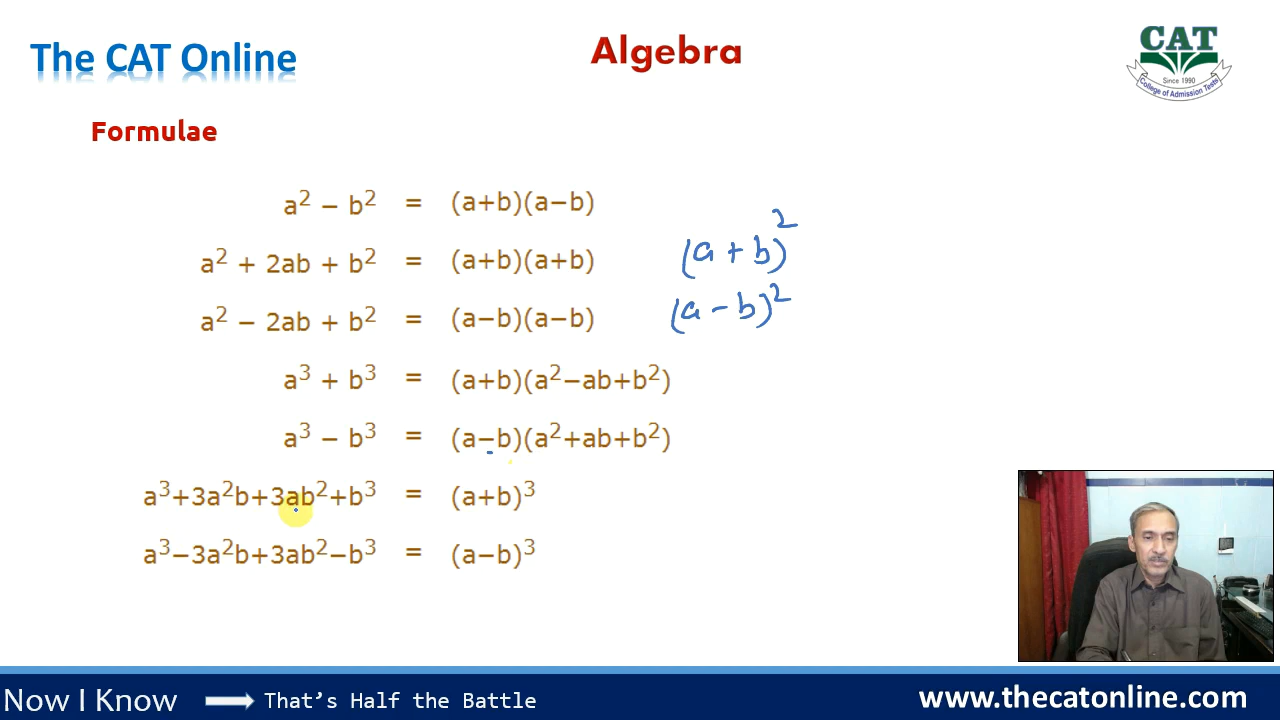 The CAT Online
Algebra
CAT
Since 1990
College of Admission Tests
Formulae
a² − b² = (a+b)(a−b)
a² + 2ab + b² = (a+b)(a+b) (a + b)²
a² − 2ab + b² = (a−b)(a−b) (a − b)²
a³ + b³ = (a+b)(a²−ab+b²)
a³ − b³ = (a−b)(a²+ab+b²)
a³+3a²b+3ab²+b³ = (a+b)³
a³−3a²b+3ab²−b³ = (a−b)³
Now I Know That's Half the Battle www.thecatonline.com